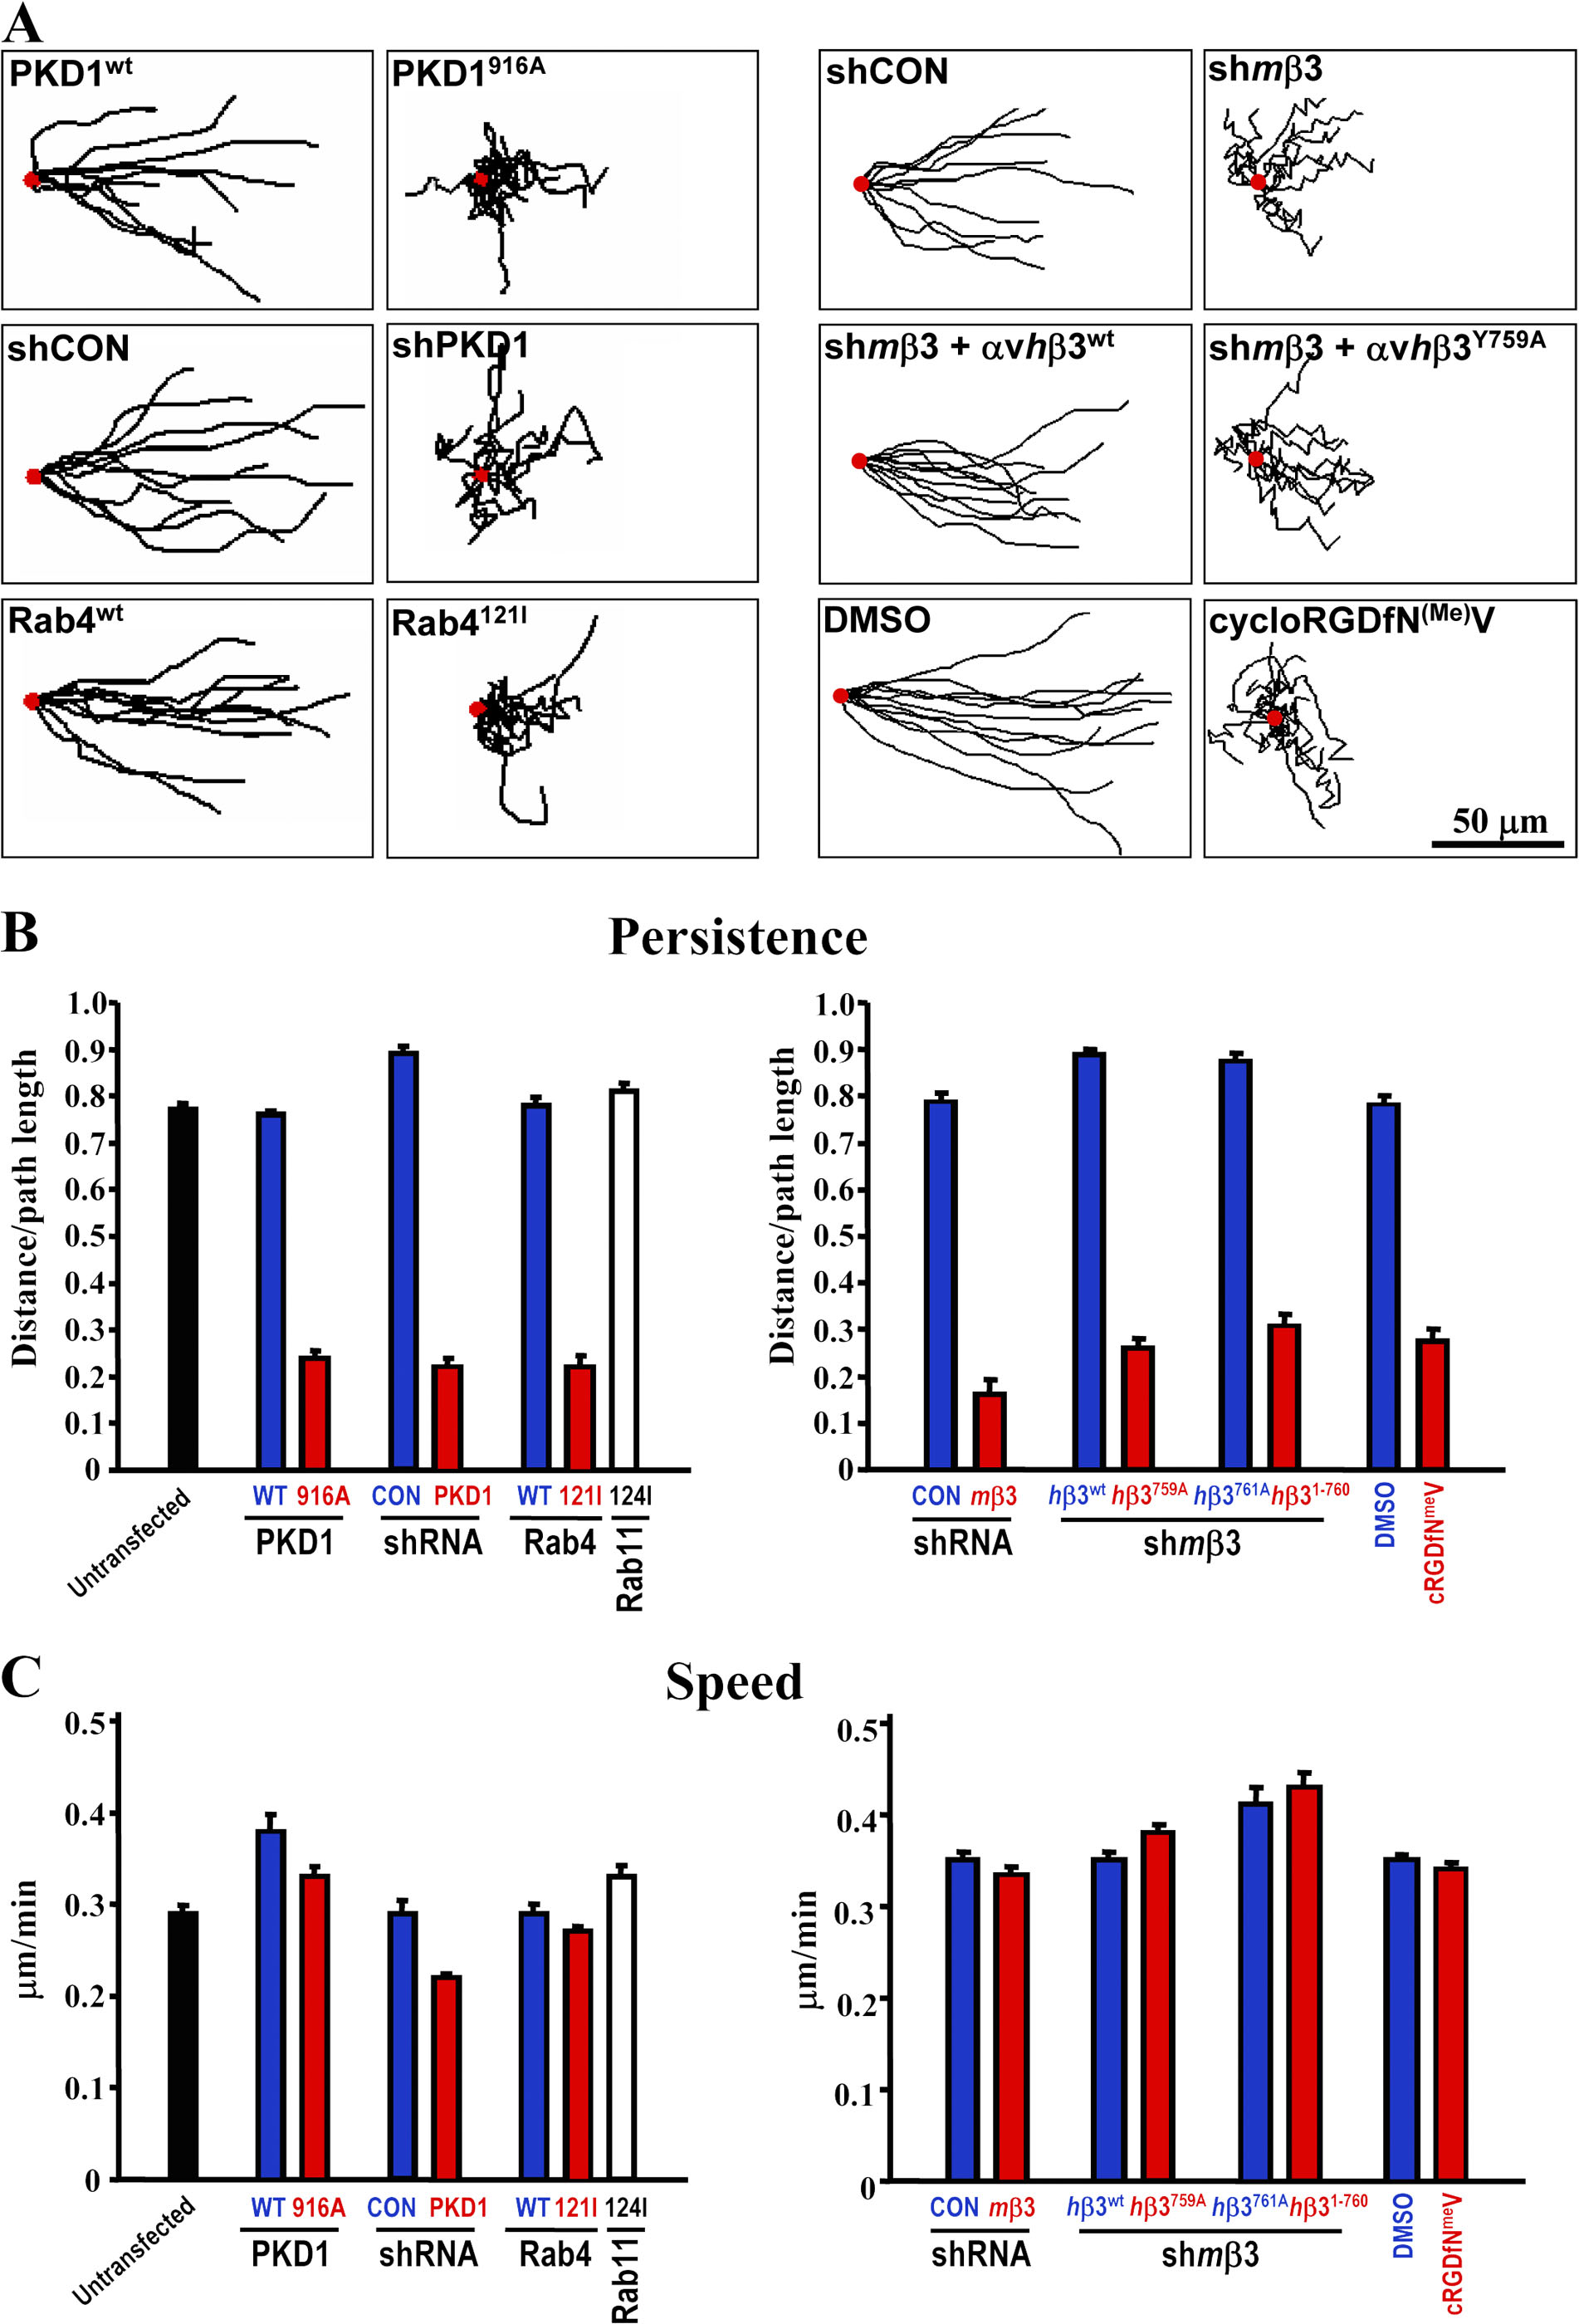 A
PKD1wt
PKD1916A
shCON
shmβ3
shCON
shPKD1
shmβ3 + αvhβ3wt
shmβ3 + αvhβ3Y759A
Rab4wt
Rab4121I
DMSO
cycloRGDfN(Me)V
50 μm
B
Persistence
Distance/path length
1.0
0.9
0.8
0.7
0.6
0.5
0.4
0.3
0.2
0.1
0
Untransfected
WT 916A
CON PKD1
WT 121I 124I
PKD1
shRNA
Rab4
Rab11
Distance/path length
1.0
0.9
0.8
0.7
0.6
0.5
0.4
0.3
0.2
0.1
0
CON mβ3
hβ3wt hβ3759A hβ3761A hβ31-760
shRNA
shmβ3
DMSO
cRGDfNmeV
C
Speed
μm/min
0.5
0.4
0.3
0.2
0.1
0
Untransfected
WT 916A
CON PKD1
WT 121I 124I
PKD1
shRNA
Rab4
Rab11
μm/min
0.5
0.4
0.3
0.2
0.1
0
CON mβ3
hβ3wt hβ3759A hβ3761A hβ31-760
shRNA
shmβ3
DMSO
cRGDfNmeV